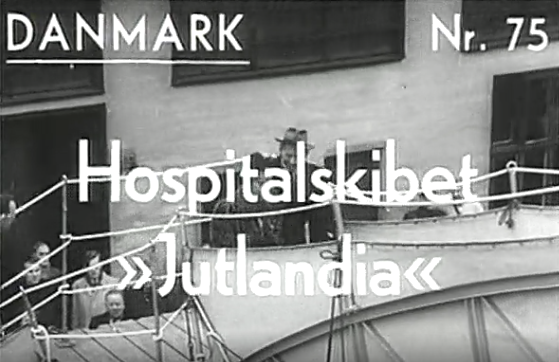 DANMARK
Nr. 75
Hospitalskibet
»Jutlandia«